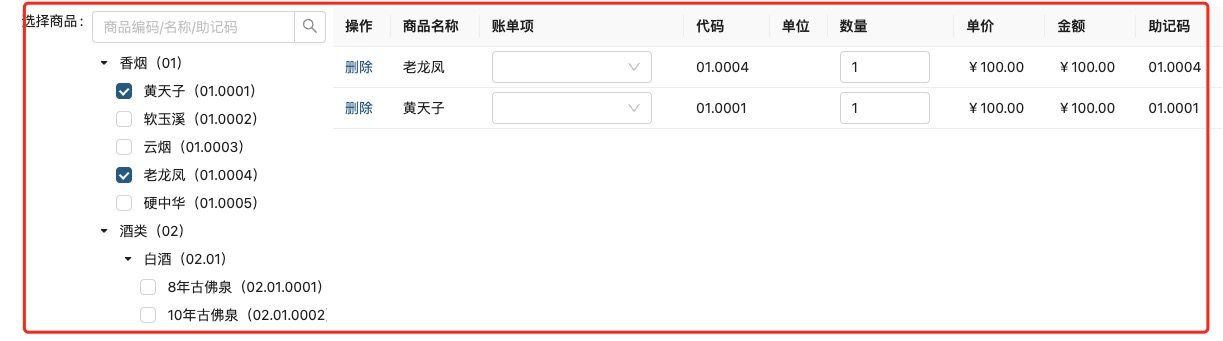 选择商品：
商品编码/名称/助记码
香烟（01）
黄天子（01.0001）
软玉溪（01.0002）
云烟（01.0003）
老龙凤（01.0004）
硬中华（01.0005）
酒类（02）
白酒（02.01）
8年古佛泉（02.01.0001）
10年古佛泉（02.01.0002
操作 商品名称 账单项 代码 单位 数量 单价 金额 助记码
删除 老龙凤 01.0004 1 ￥100.00 ￥100.00 01.0004
删除 黄天子 01.0001 1 ￥100.00 ￥100.00 01.0001